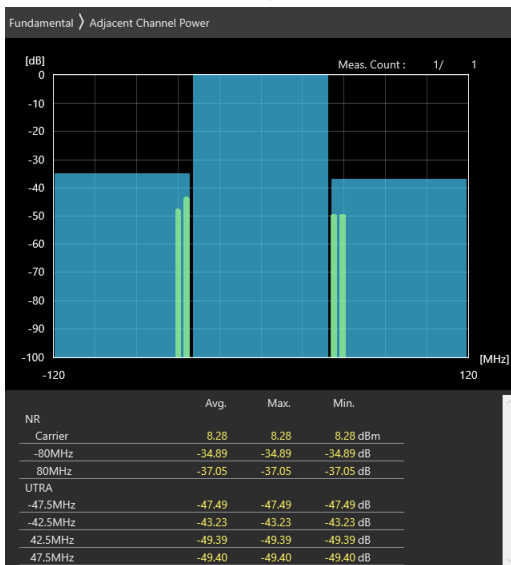 Fundamental 〉 Adjacent Channel Power
[dB]
Meas. Count : 1/ 1
0
-10
-20
-30
-40
-50
-60
-70
-80
-90
-100
[MHz]
-120 120
Avg. Max. Min.
NR
Carrier 8.28 8.28 8.28 dBm
-80MHz -34.89 -34.89 -34.89 dB
80MHz -37.05 -37.05 -37.05 dB
UTRA
-47.5MHz -47.49 -47.49 -47.49 dB
-42.5MHz -43.23 -43.23 -43.23 dB
42.5MHz -49.39 -49.39 -49.39 dB
47.5MHz -49.40 -49.40 -49.40 dB